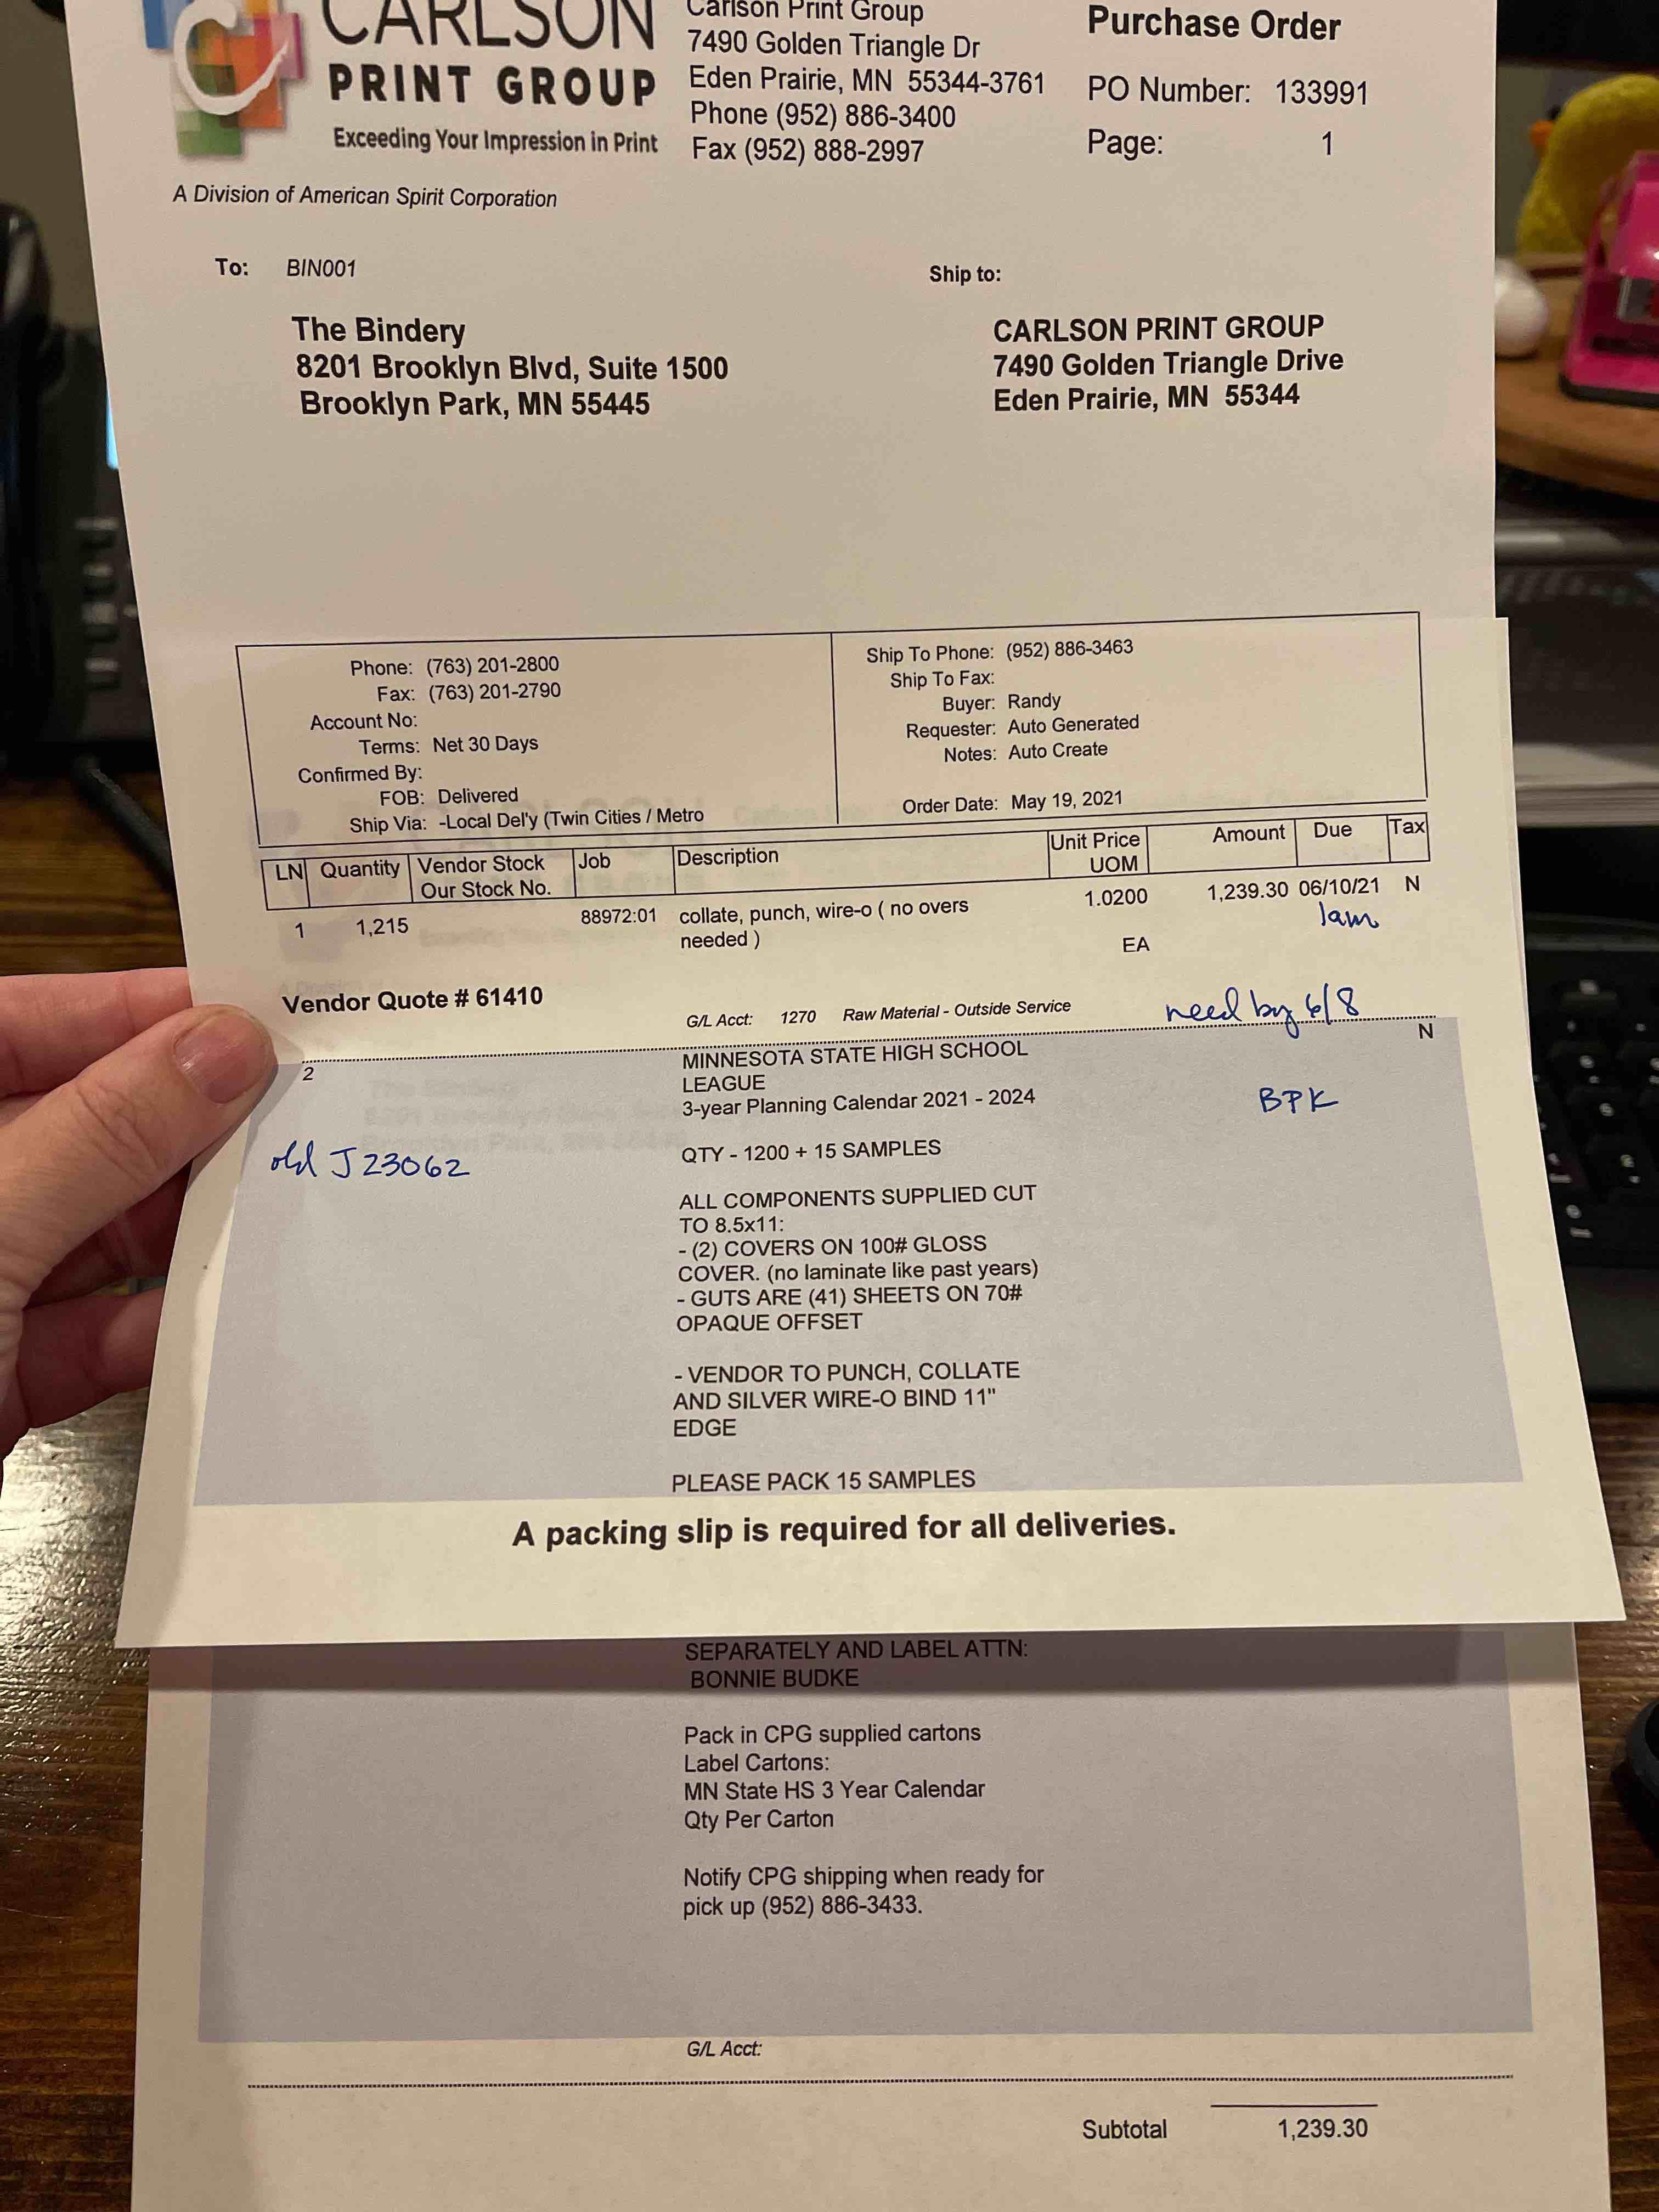 CARLSON
PRINT GROUP
Exceeding Your Impression in Print
A Division of American Spirit Corporation
Carlson Print Group
7490 Golden Triangle Dr
Eden Prairie, MN 55344-3761
Phone (952) 886-3400
Fax (952) 888-2997
Purchase Order
PO Number: 133991
Page: 1
To: BIN001
The Bindery
8201 Brooklyn Blvd, Suite 1500
Brooklyn Park, MN 55445
Ship to:
CARLSON PRINT GROUP
7490 Golden Triangle Drive
Eden Prairie, MN 55344
Phone: (763) 201-2800
Fax: (763) 201-2790
Account No:
Terms: Net 30 Days
Confirmed By:
FOB: Delivered
Ship Via: -Local Del'y (Twin Cities / Metro
Ship To Phone: (952) 886-3463
Ship To Fax:
Buyer: Randy
Requester: Auto Generated
Notes: Auto Create
Order Date: May 19, 2021
LN Quantity Vendor Stock Job Description Unit Price Amount Due Tax
Our Stock No. UOM
1 1,215 88972:01 collate, punch, wire-o ( no overs 1.0200 1,239.30 06/10/21 N
needed ) EA
1am
Vendor Quote # 61410
G/L Acct: 1270 Raw Material - Outside Service
need by 6/8
2 N
MINNESOTA STATE HIGH SCHOOL
LEAGUE
3-year Planning Calendar 2021 - 2024
BPK
old J23062
QTY - 1200 + 15 SAMPLES
ALL COMPONENTS SUPPLIED CUT
TO 8.5x11:
- (2) COVERS ON 100# GLOSS
COVER. (no laminate like past years)
- GUTS ARE (41) SHEETS ON 70#
OPAQUE OFFSET
- VENDOR TO PUNCH, COLLATE
AND SILVER WIRE-O BIND 11"
EDGE
PLEASE PACK 15 SAMPLES
A packing slip is required for all deliveries.
SEPARATELY AND LABEL ATTN:
BONNIE BUDKE
Pack in CPG supplied cartons
Label Cartons:
MN State HS 3 Year Calendar
Qty Per Carton
Notify CPG shipping when ready for
pick up (952) 886-3433.
G/L Acct:
Subtotal 1,239.30